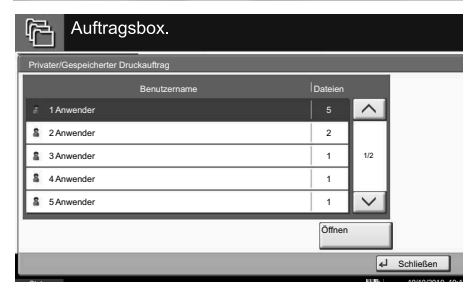 Auftragsbox.
Privater/Gespeicherter Druckauftrag
Benutzername Dateien
1 Anwender 5
2 Anwender 2
3 Anwender 1
1/2
4 Anwender 1
5 Anwender 1
Öffnen
Schließen